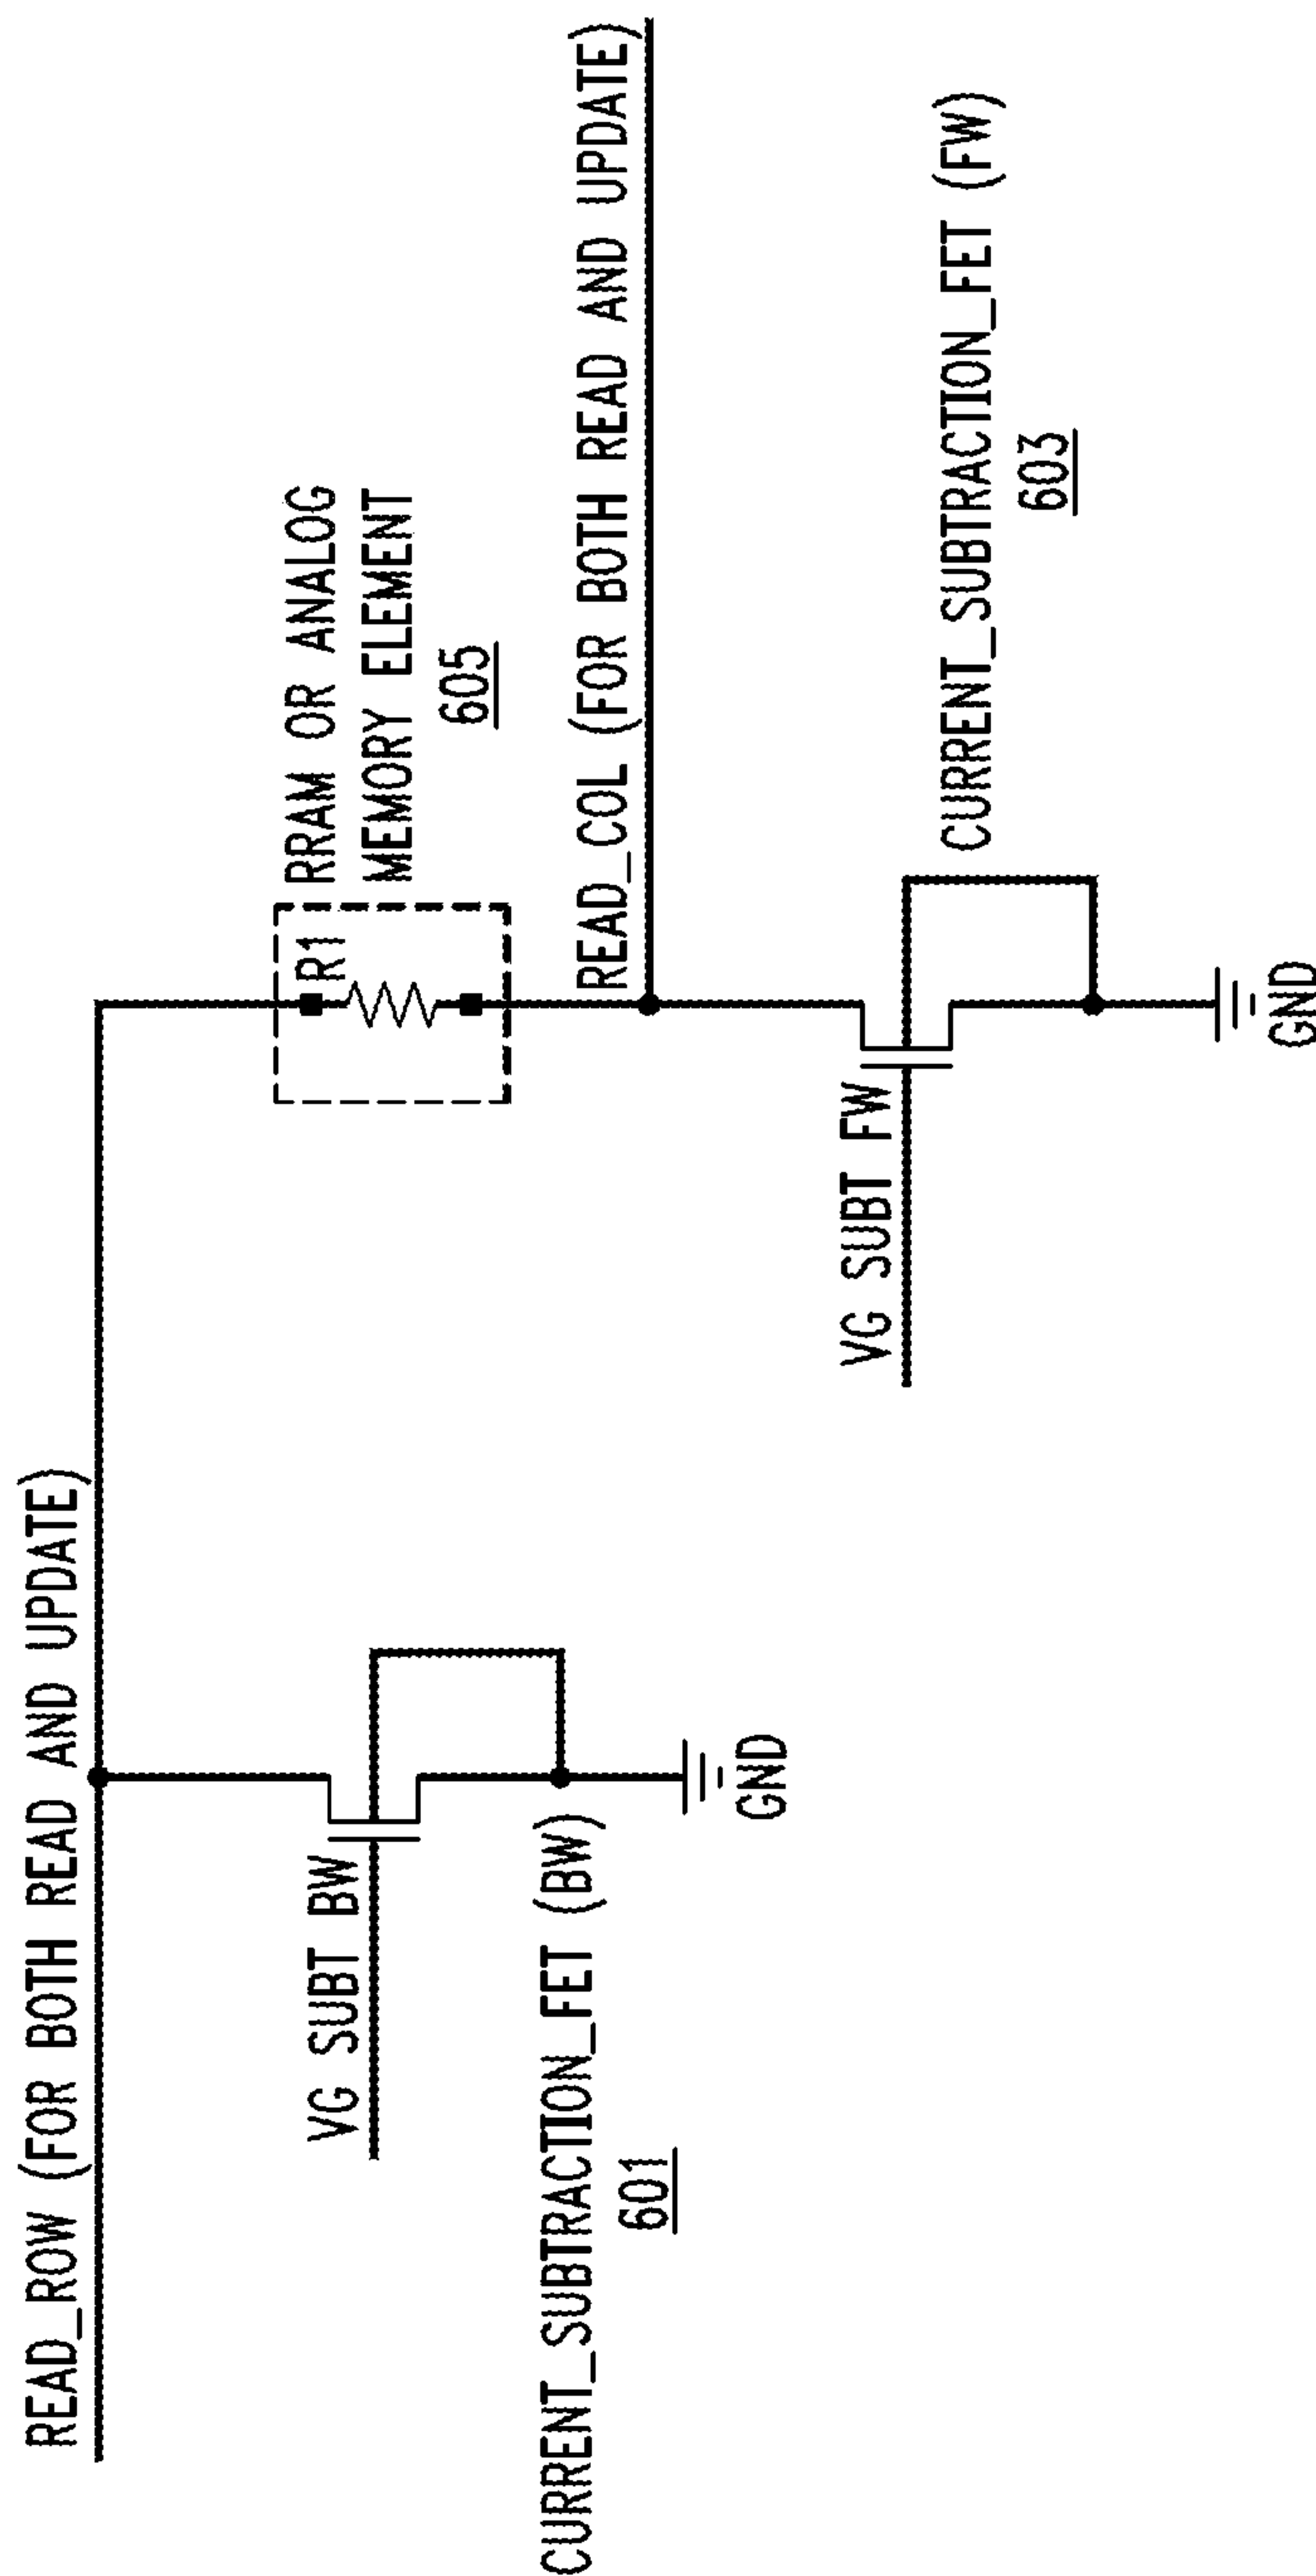 READ_ROW (FOR BOTH READ AND UPDATE)
VG SUBT BW
CURRENT_SUBTRACTION_FET (BW)
601
GND
R1
RRAM OR ANALOG
MEMORY ELEMENT
605
READ_COL (FOR BOTH READ AND UPDATE)
VG SUBT FW
CURRENT_SUBTRACTION_FET (FW)
603
GND